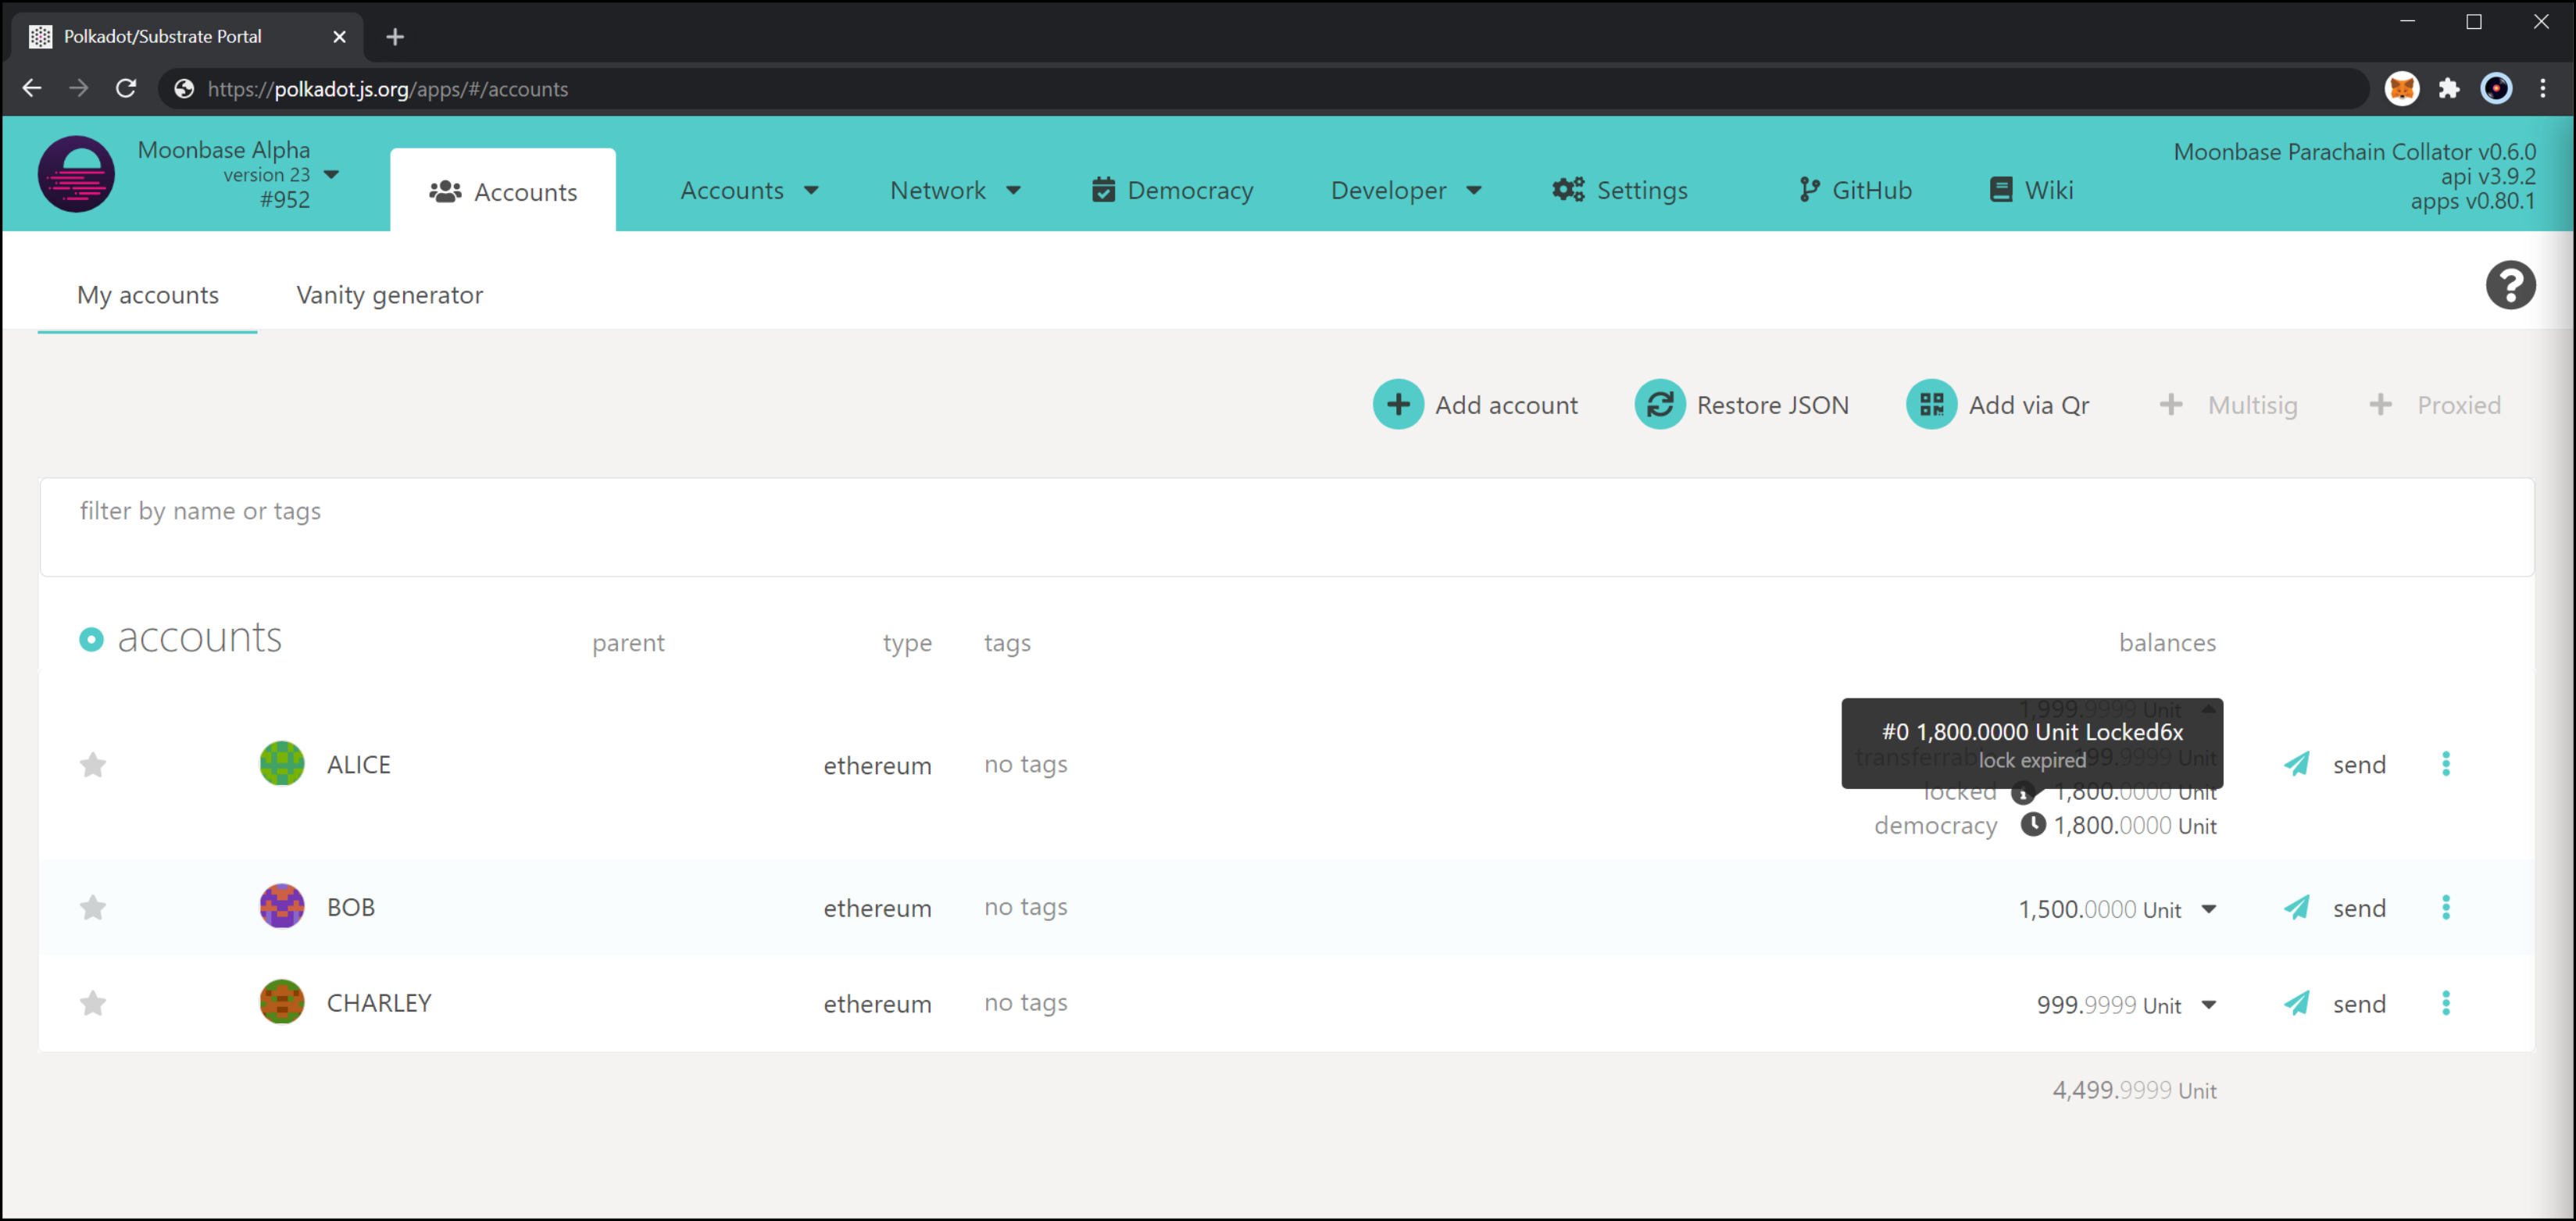 Polkadot/Substrate Portal
https://polkadot.js.org/apps/#/accounts
Moonbase Alpha
version 23
#952
Accounts
Accounts
Network
Democracy
Developer
Settings
GitHub
Wiki
Moonbase Parachain Collator v0.6.0
api v3.9.2
apps v0.80.1
My accounts
Vanity generator
Add account
Restore JSON
Add via Qr
Multisig
Proxied
filter by name or tags
accounts parent type tags balances
1,999.9999 Unit
#0 1,800.0000 Unit Locked6x
lock expired
ALICE ethereum no tags send
locked 1,800.0000 Unit
democracy 1,800.0000 Unit
BOB ethereum no tags 1,500.0000 Unit send
CHARLEY ethereum no tags 999.9999 Unit send
4,499.9999 Unit